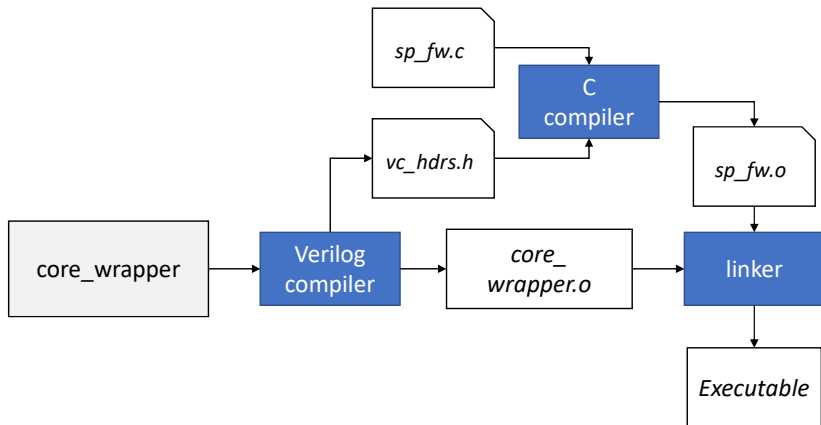 sp_fw.c
C
compiler
vc_hdrs.h
sp_fw.o
core_wrapper
Verilog
compiler
core_
wrapper.o
linker
Executable